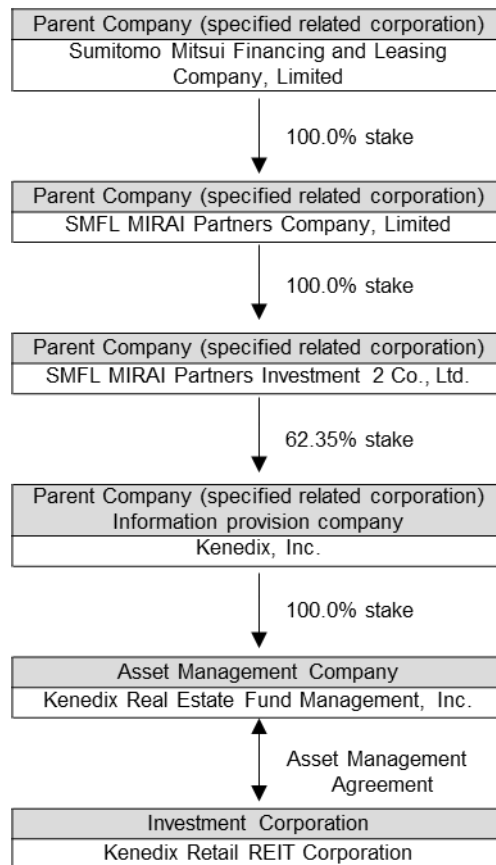 Parent Company (specified related corporation)
Sumitomo Mitsui Financing and Leasing
Company, Limited
100.0% stake
Parent Company (specified related corporation)
SMFL MIRAI Partners Company, Limited
100.0% stake
Parent Company (specified related corporation)
SMFL MIRAI Partners Investment 2 Co., Ltd.
62.35% stake
Parent Company (specified related corporation)
Information provision company
Kenedix, Inc.
100.0% stake
Asset Management Company
Kenedix Real Estate Fund Management, Inc.
Asset Management
Agreement
Investment Corporation
Kenedix Retail REIT Corporation